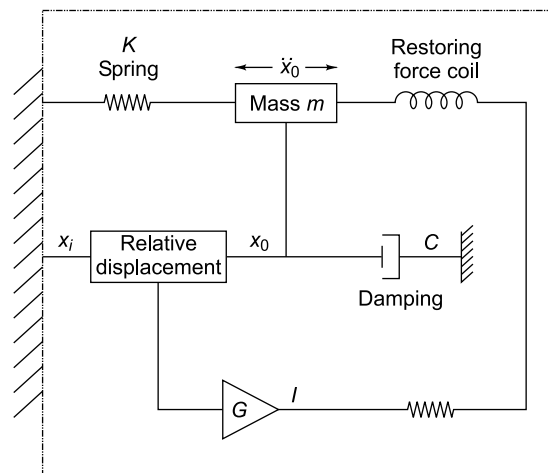 K
Spring
ẍ0
Mass m
Restoring
force coil
xi
Relative
displacement
x0
C
Damping
G
I